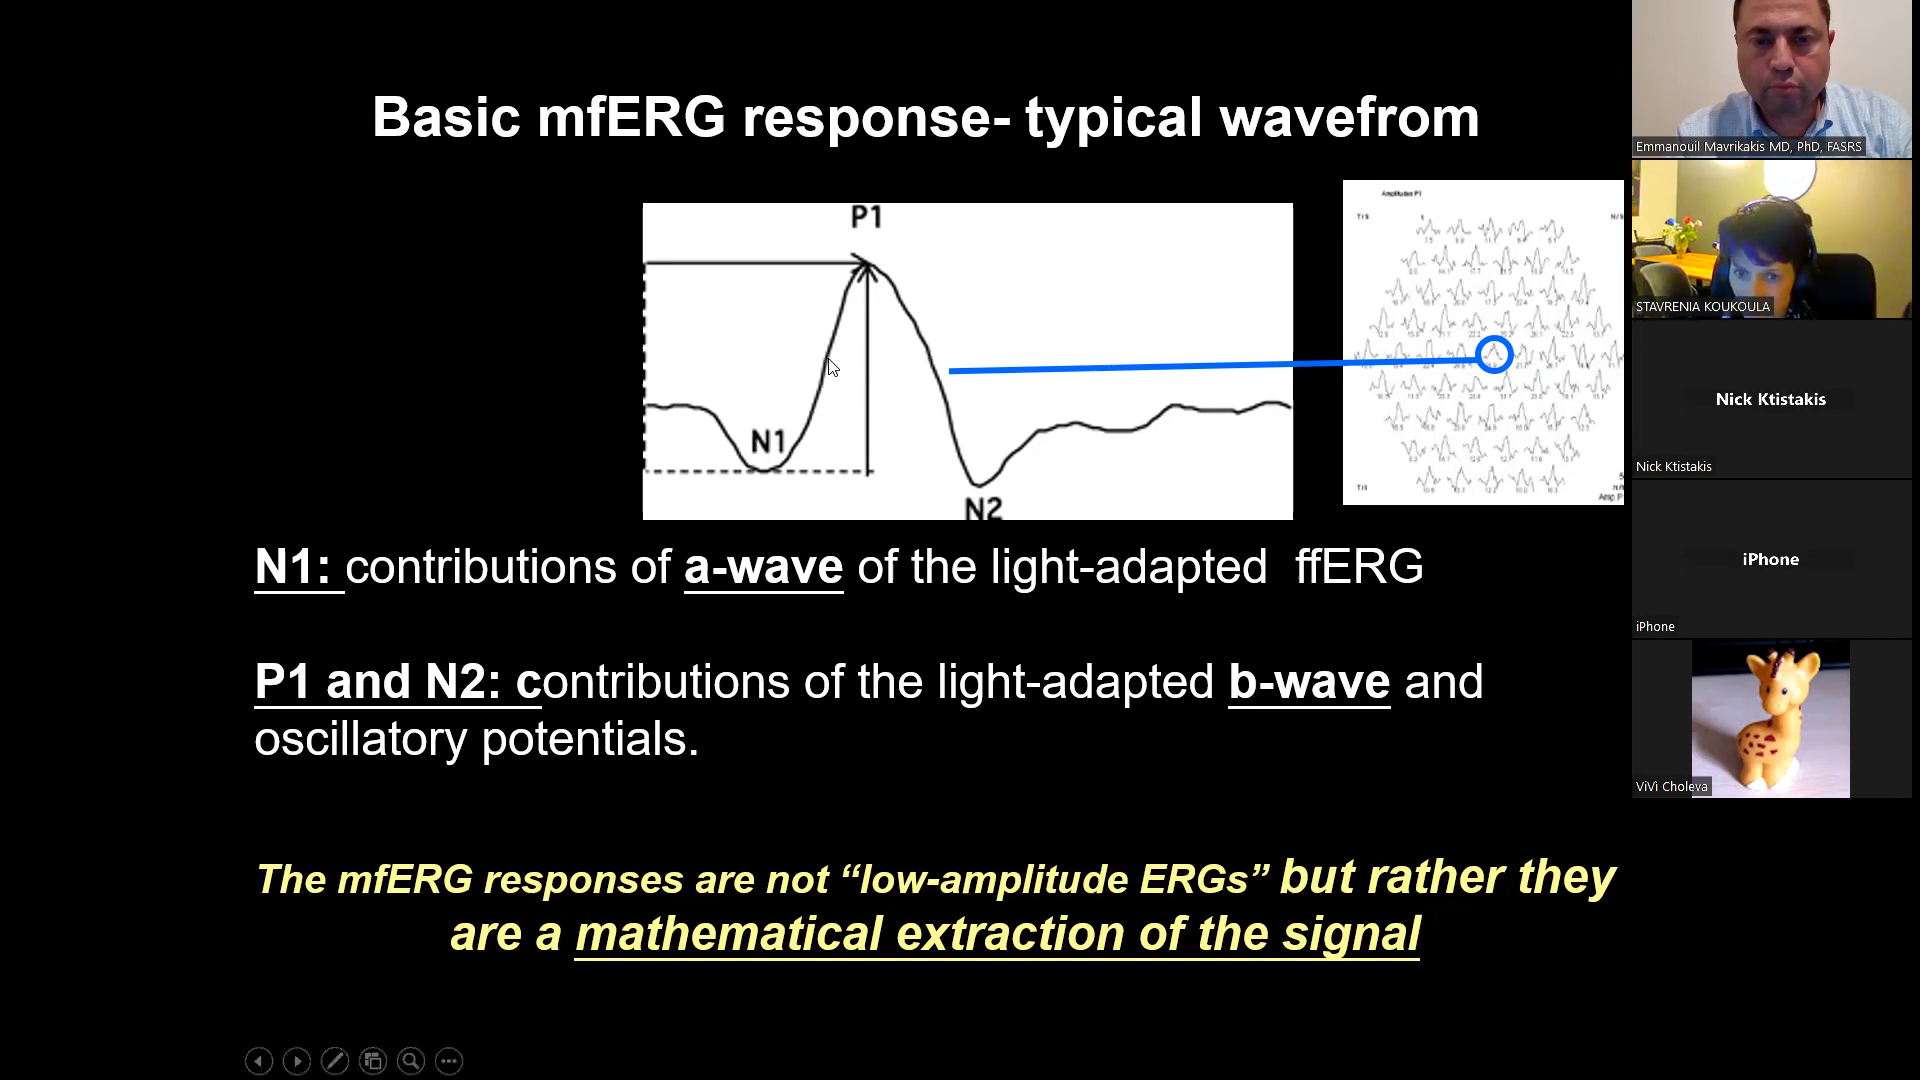 Basic mfERG response- typical wavefrom
P1
N1
N2
Amplitudes P1
T/S
N/S
T/I
Amp.P
N1: contributions of a-wave of the light-adapted ffERG
P1 and N2: contributions of the light-adapted b-wave and
oscillatory potentials.
The mfERG responses are not “low-amplitude ERGs” but rather they
are a mathematical extraction of the signal
Emmanouil Mavrikakis MD, PhD, FASRS
STAVRENIA KOUKOULA
Nick Ktistakis
Nick Ktistakis
iPhone
iPhone
ViVi Choleva